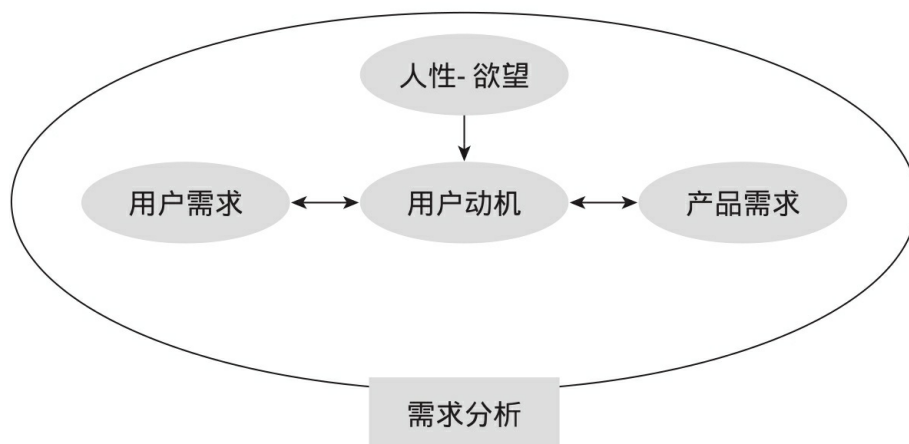 人性- 欲望
用户需求
用户动机
产品需求
需求分析